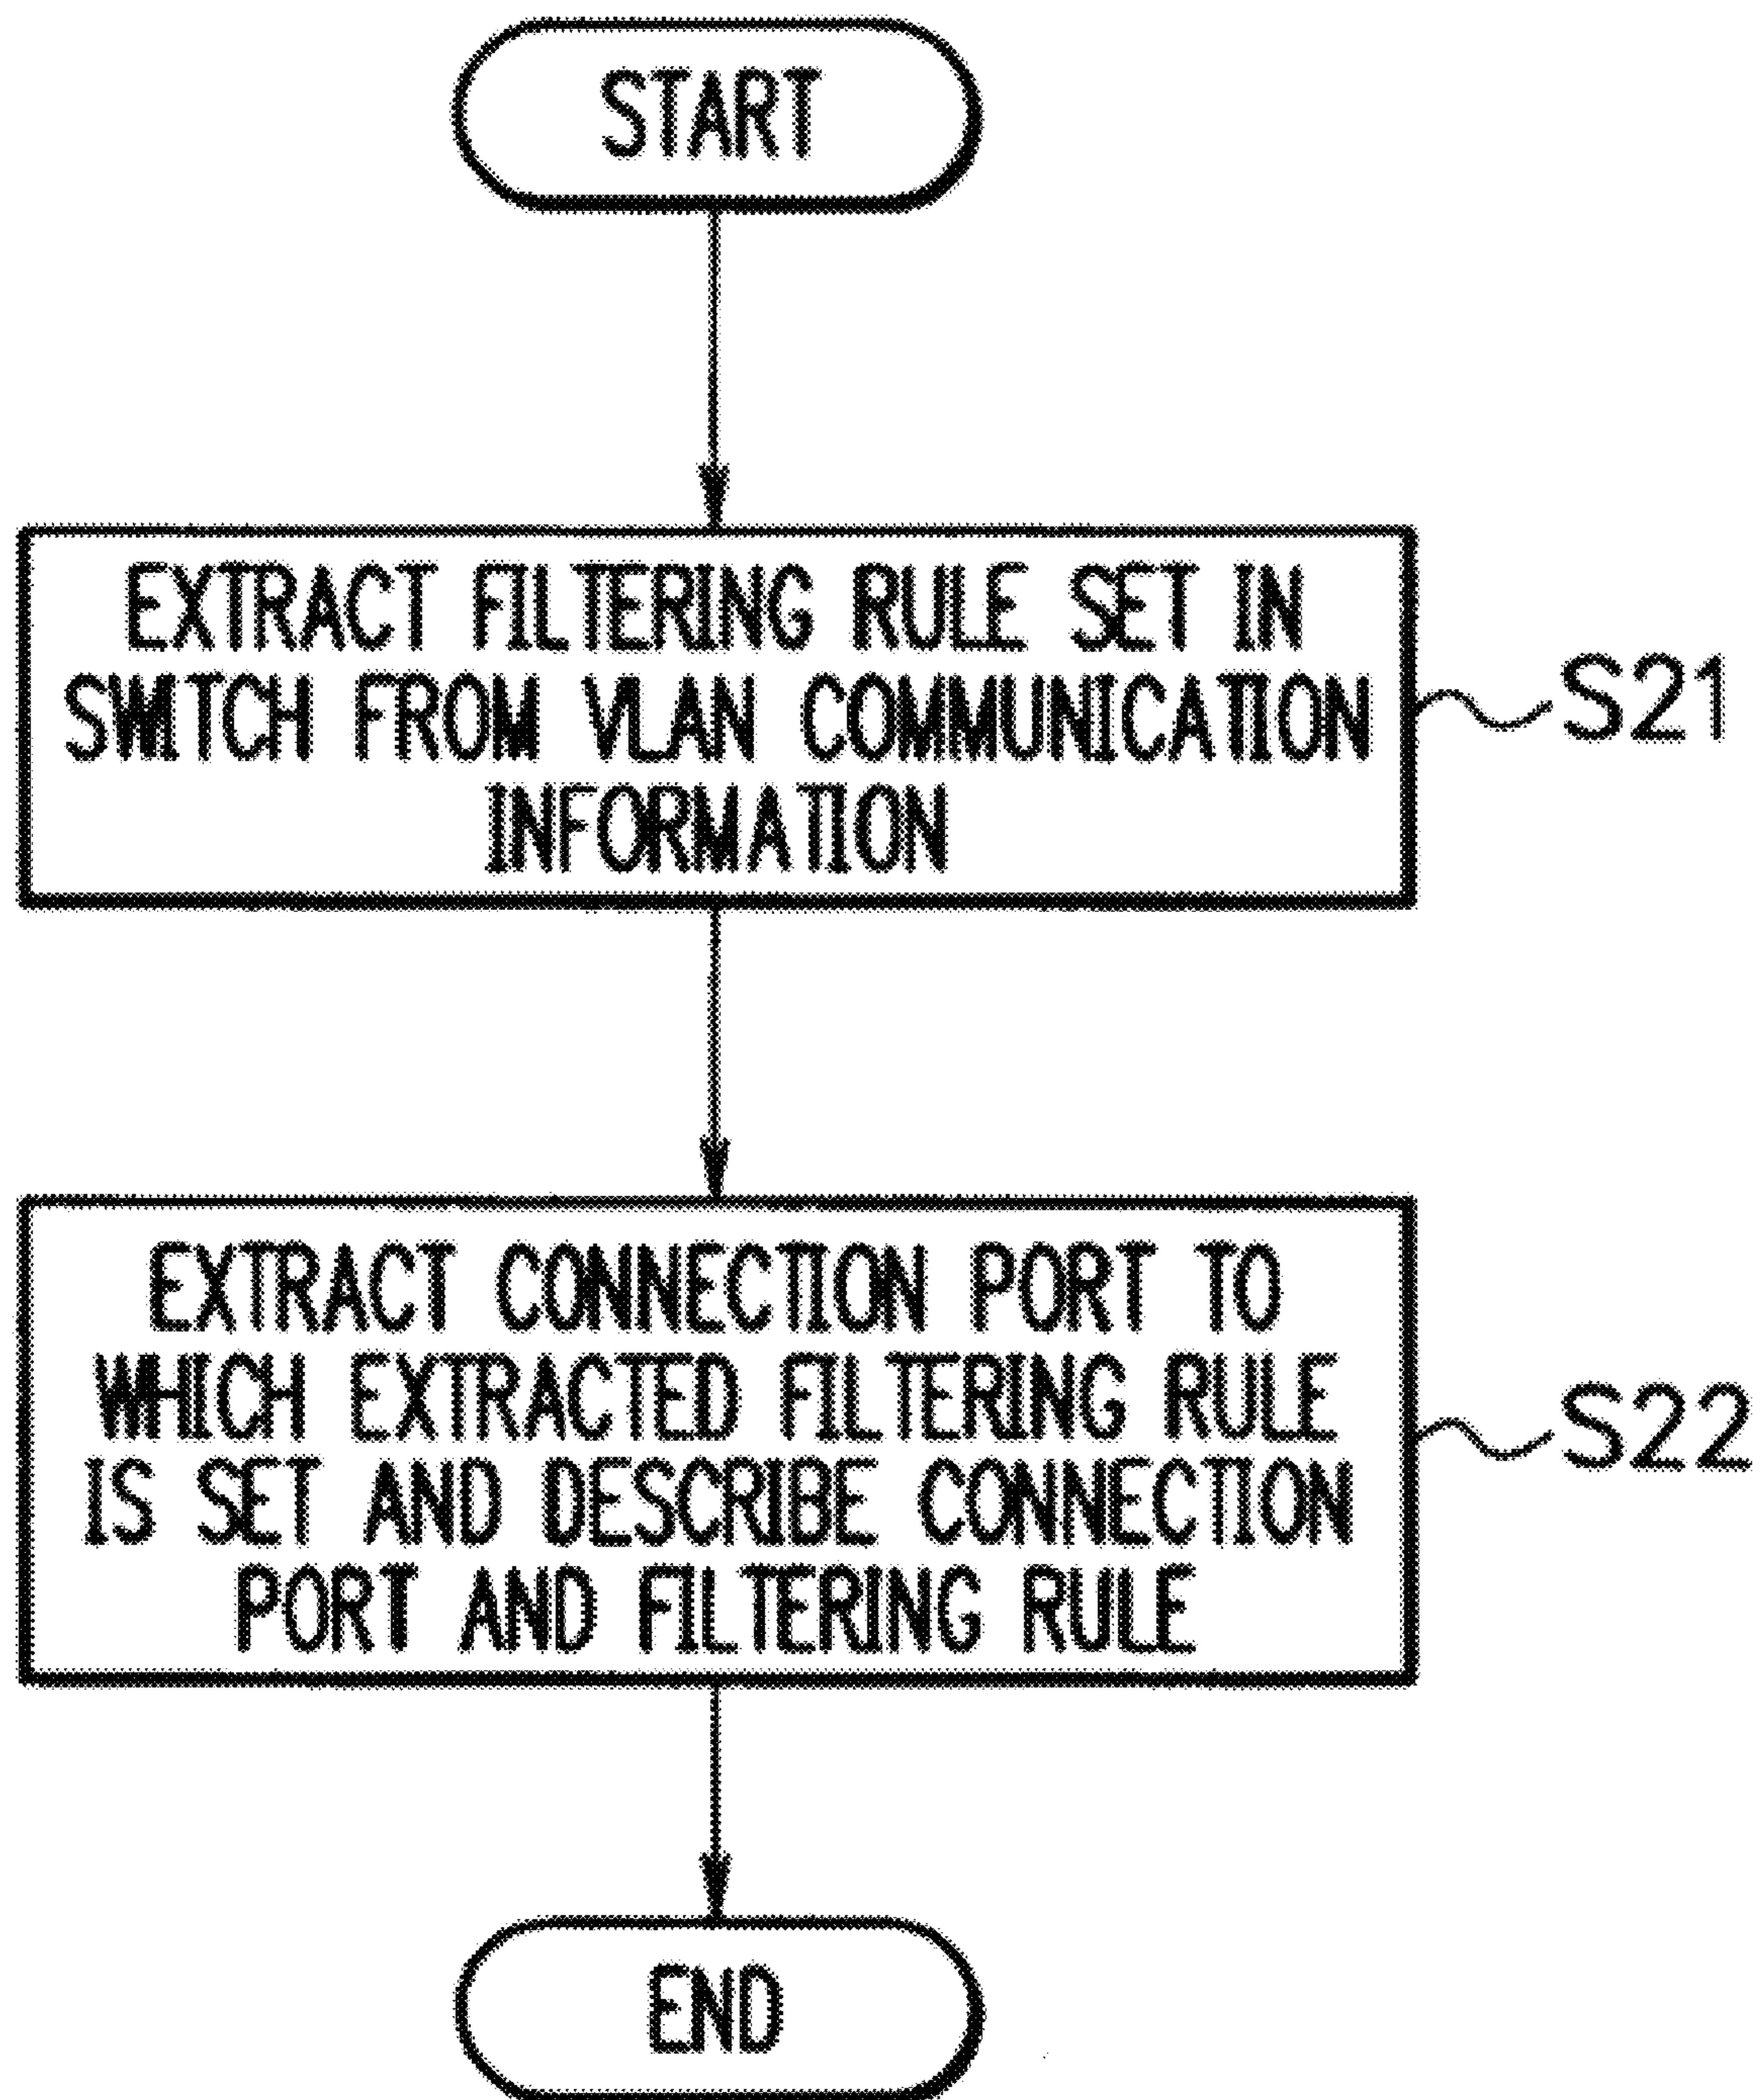 START
EXTRACT FILTERING RULE SET IN
SWITCH FROM VLAN COMMUNICATION
INFORMATION
S21
EXTRACT CONNECTION PORT TO
WHICH EXTRACTED FILTERING RULE
IS SET AND DESCRIBE CONNECTION
PORT AND FILTERING RULE
S22
END